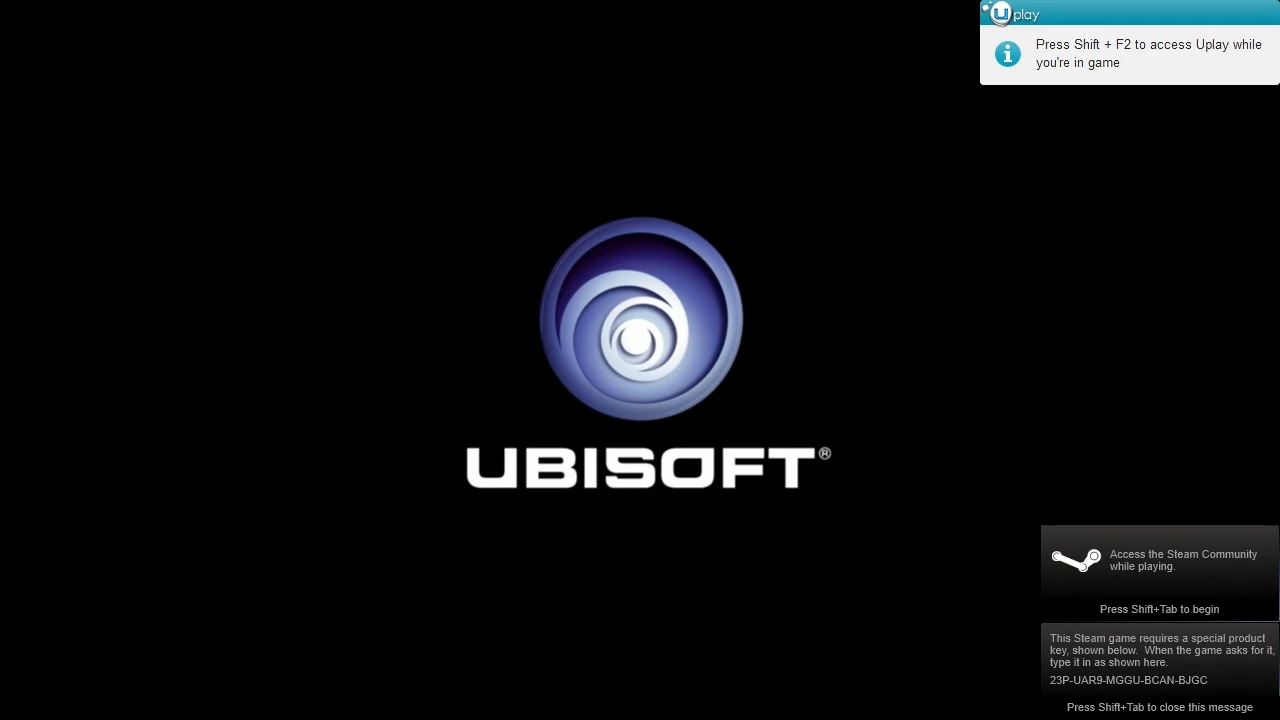 Uplay
Press Shift + F2 to access Uplay while
you're in game
UBISOFT®
Access the Steam Community
while playing.
Press Shift+Tab to begin
This Steam game requires a special product
key, shown below.  When the game asks for it,
type it in as shown here.
23P-UAR9-MGGU-BCAN-BJGC
Press Shift+Tab to close this message